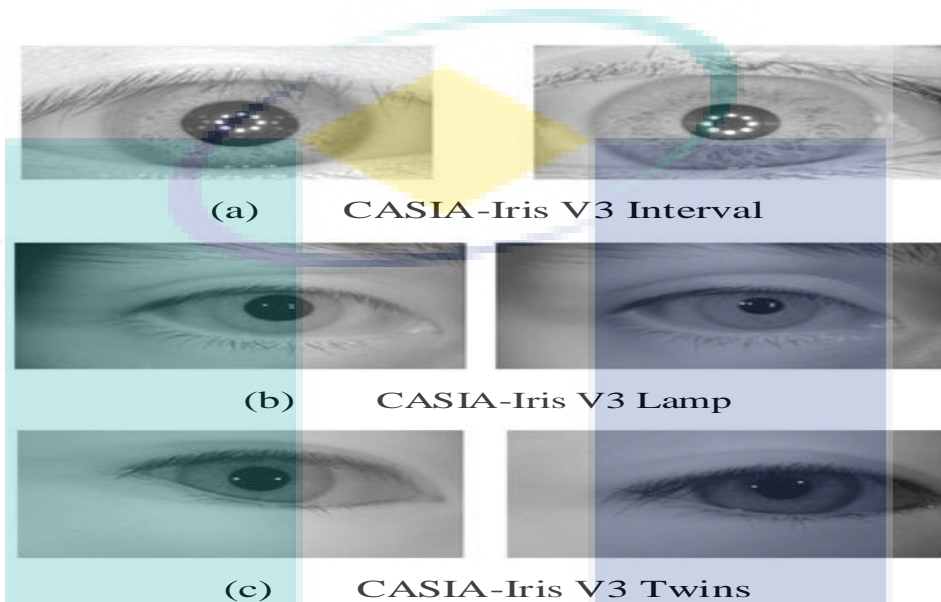 (a) CASIA-Iris V3 Interval
(b) CASIA-Iris V3 Lamp
(c) CASIA-Iris V3 Twins